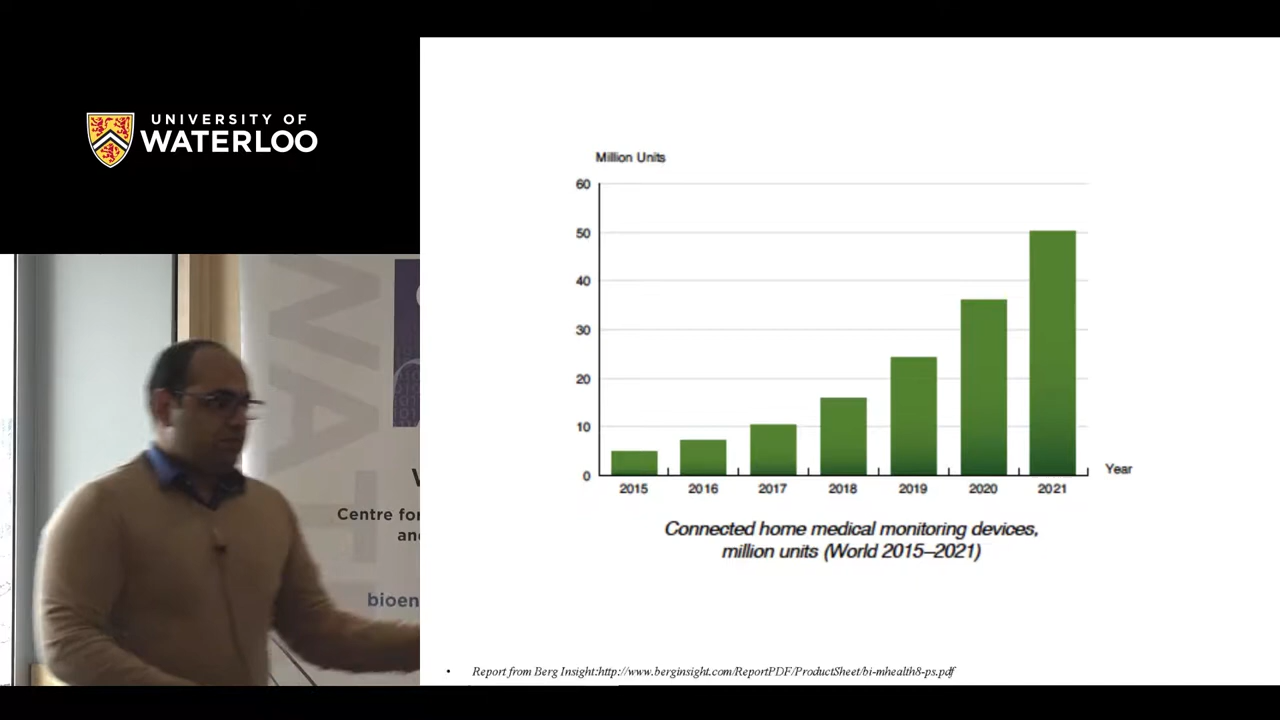 UNIVERSITY OF
WATERLOO
WAT
Centre for
an
bioen
Million Units
60
50
40
30
20
10
0
2015 2016 2017 2018 2019 2020 2021
Year
Connected home medical monitoring devices,
million units (World 2015–2021)
• Report from Berg Insight:http://www.berginsight.com/ReportPDF/ProductSheet/bi-mhealth8-ps.pdf